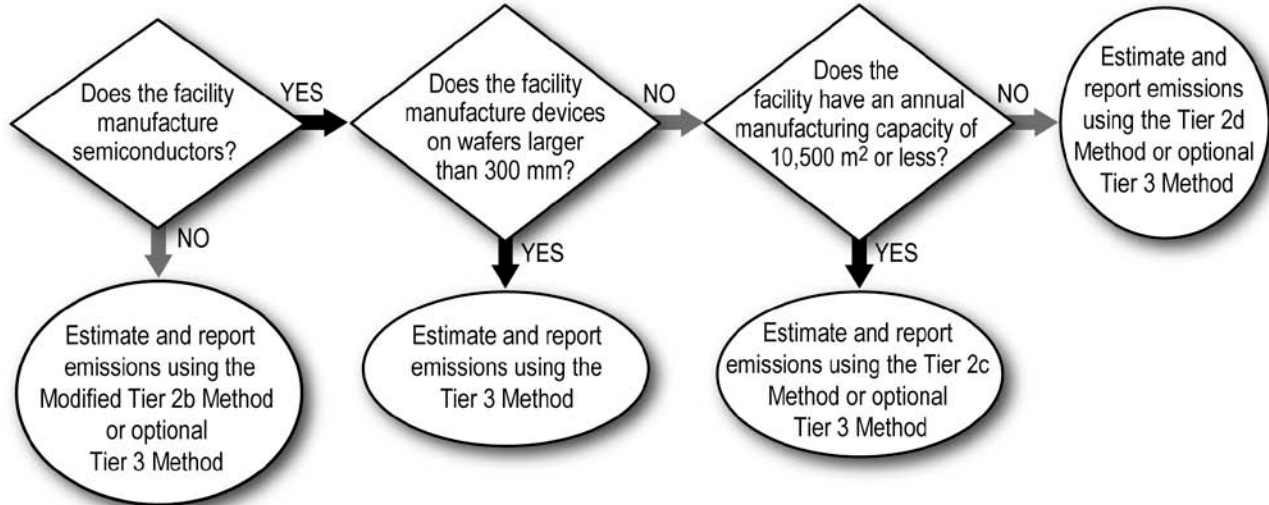 Does the facility
manufacture
semiconductors?
YES
NO
Estimate and report
emissions using the
Modified Tier 2b Method
or optional
Tier 3 Method
Does the facility
manufacture devices
on wafers larger
than 300 mm?
NO
YES
Estimate and report
emissions using the
Tier 3 Method
Does the
facility have an annual
manufacturing capacity of
10,500 m² or less?
NO
YES
Estimate and report
emissions using the Tier 2c
Method or optional
Tier 3 Method
Estimate and
report emissions
using the Tier 2d
Method or optional
Tier 3 Method